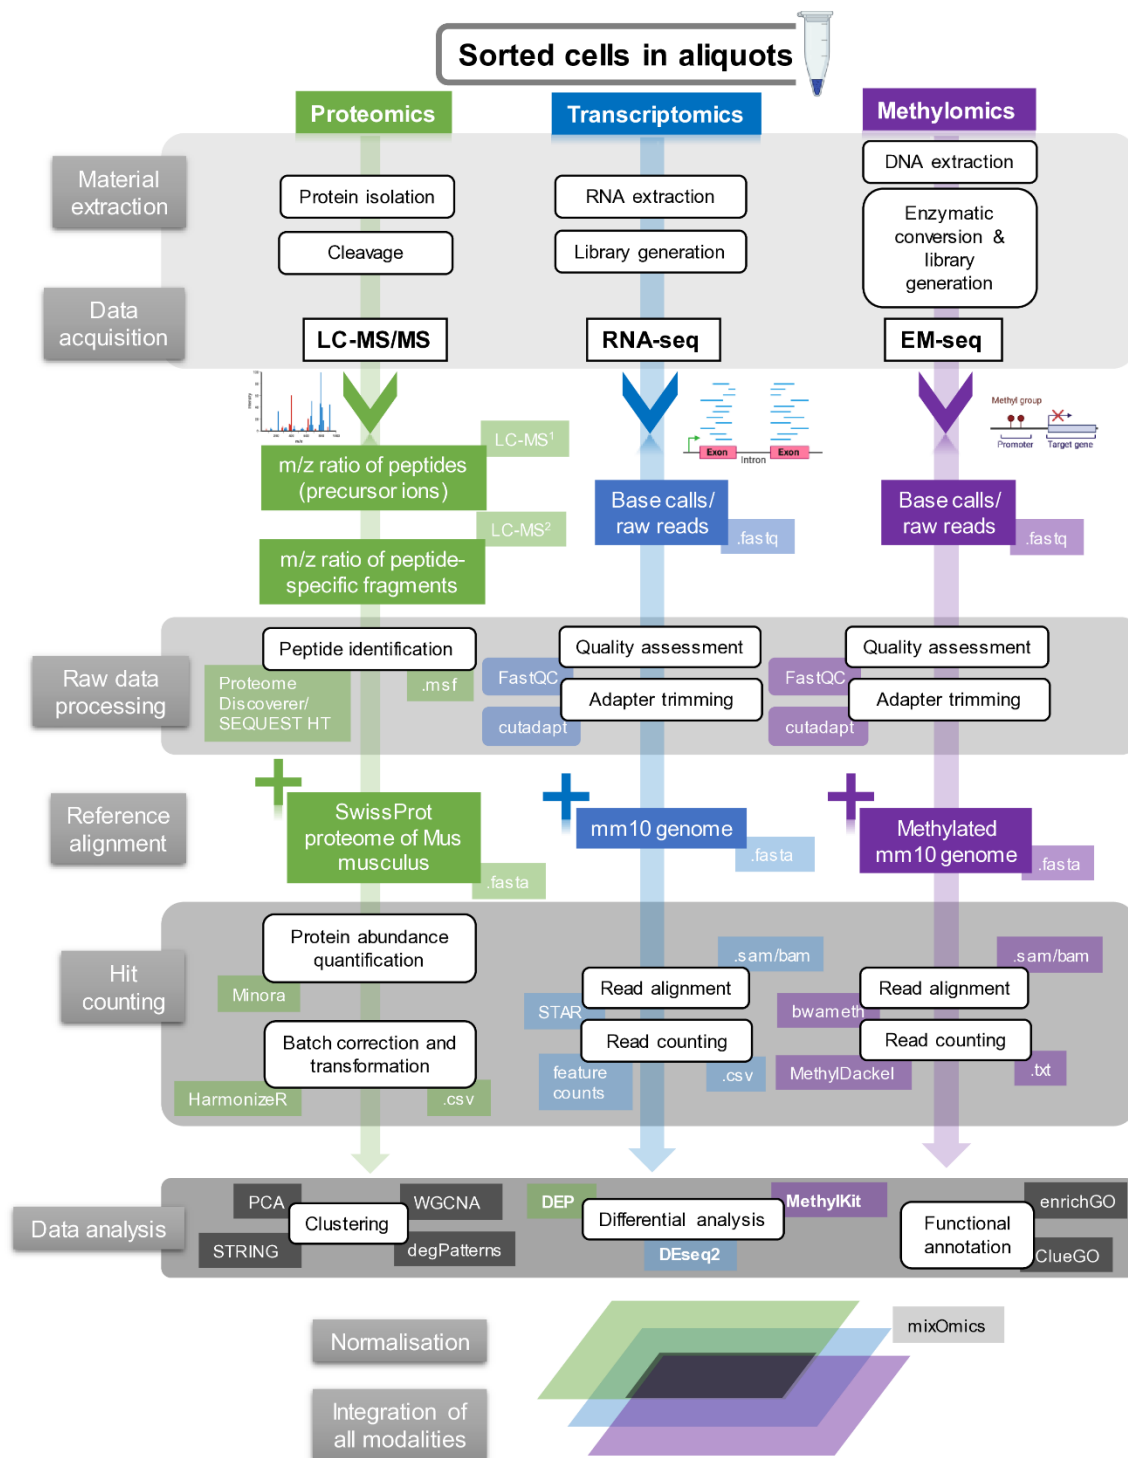 Sorted cells in aliquots
Proteomics
Transcriptomics
Methylomics
Material
extraction
Protein isolation
Cleavage
RNA extraction
Library generation
DNA extraction
Enzymatic
conversion &
library
generation
Data
acquisition
LC-MS/MS
RNA-seq
EM-seq
m/z ratio of peptides
(precursor ions)
LC-MS¹
m/z ratio of peptide-
specific fragments
LC-MS²
Exon
Intron
Exon
Base calls/
raw reads
.fastq
Methyl group
Promoter
Target gene
Base calls/
raw reads
.fastq
Raw data
processing
Peptide identification
Proteome
Discoverer/
SEQUEST HT
.msf
Quality assessment
FastQC
Adapter trimming
cutadapt
Quality assessment
FastQC
Adapter trimming
cutadapt
Reference
alignment
SwissProt
proteome of Mus
musculus
.fasta
mm10 genome
.fasta
Methylated
mm10 genome
.fasta
Hit
counting
Protein abundance
quantification
Minora
Batch correction and
transformation
HarmonizeR
.csv
.sam/bam
Read alignment
STAR
Read counting
feature
counts
.csv
.sam/bam
Read alignment
bwameth
Read counting
MethylDackel
.txt
Data analysis
PCA
WGCNA
Clustering
STRING
degPatterns
DEP
MethylKit
Differential analysis
DEseq2
Functional
annotation
enrichGO
ClueGO
Normalisation
mixOmics
Integration of
all modalities